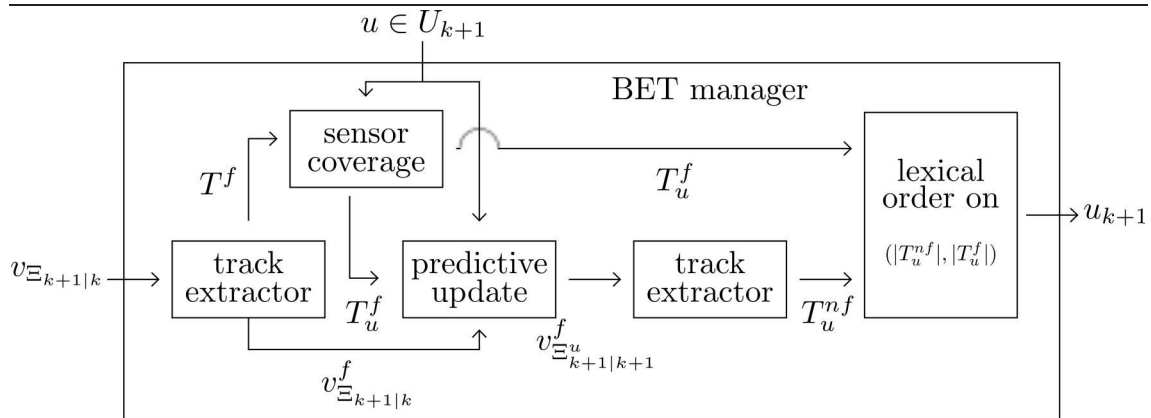 u ∈ U_{k+1}
BET manager
sensor
coverage
T^f
T_u^f
lexical
order on
(|T_u^{nf}|, |T_u^f|)
u_{k+1}
v_{Ξ_{k+1|k}}
track
extractor
T_u^f
predictive
update
track
extractor
T_u^{nf}
v^f_{Ξ^u_{k+1|k+1}}
v^f_{Ξ_{k+1|k}}